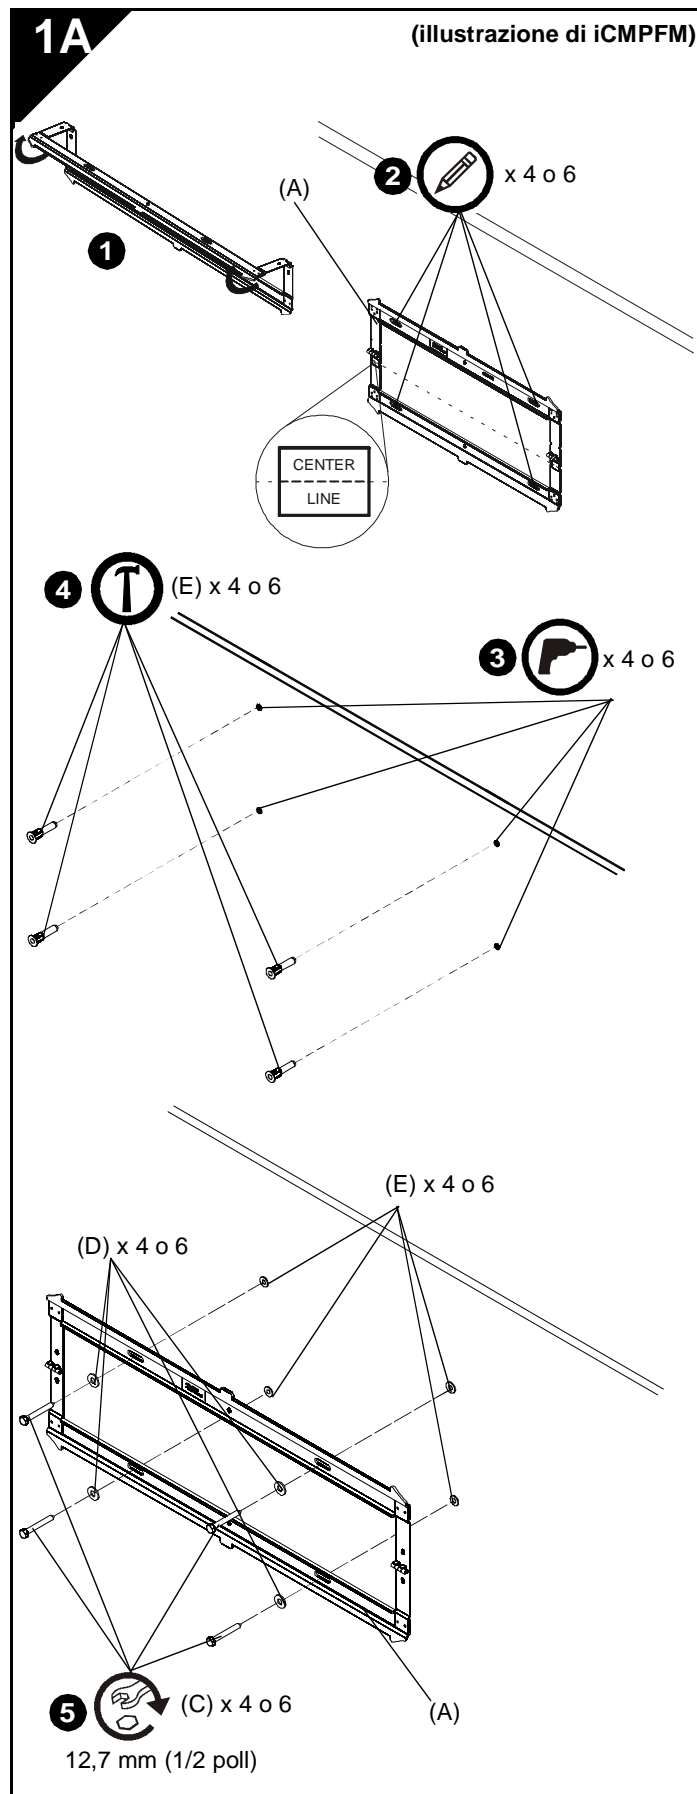 1A
(illustrazione di iCMPFM)
1
2
x 4 o 6
(A)
CENTER
LINE
4
(E) x 4 o 6
3
x 4 o 6
(E) x 4 o 6
(D) x 4 o 6
5
(C) x 4 o 6
(A)
12,7 mm (1/2 poll)